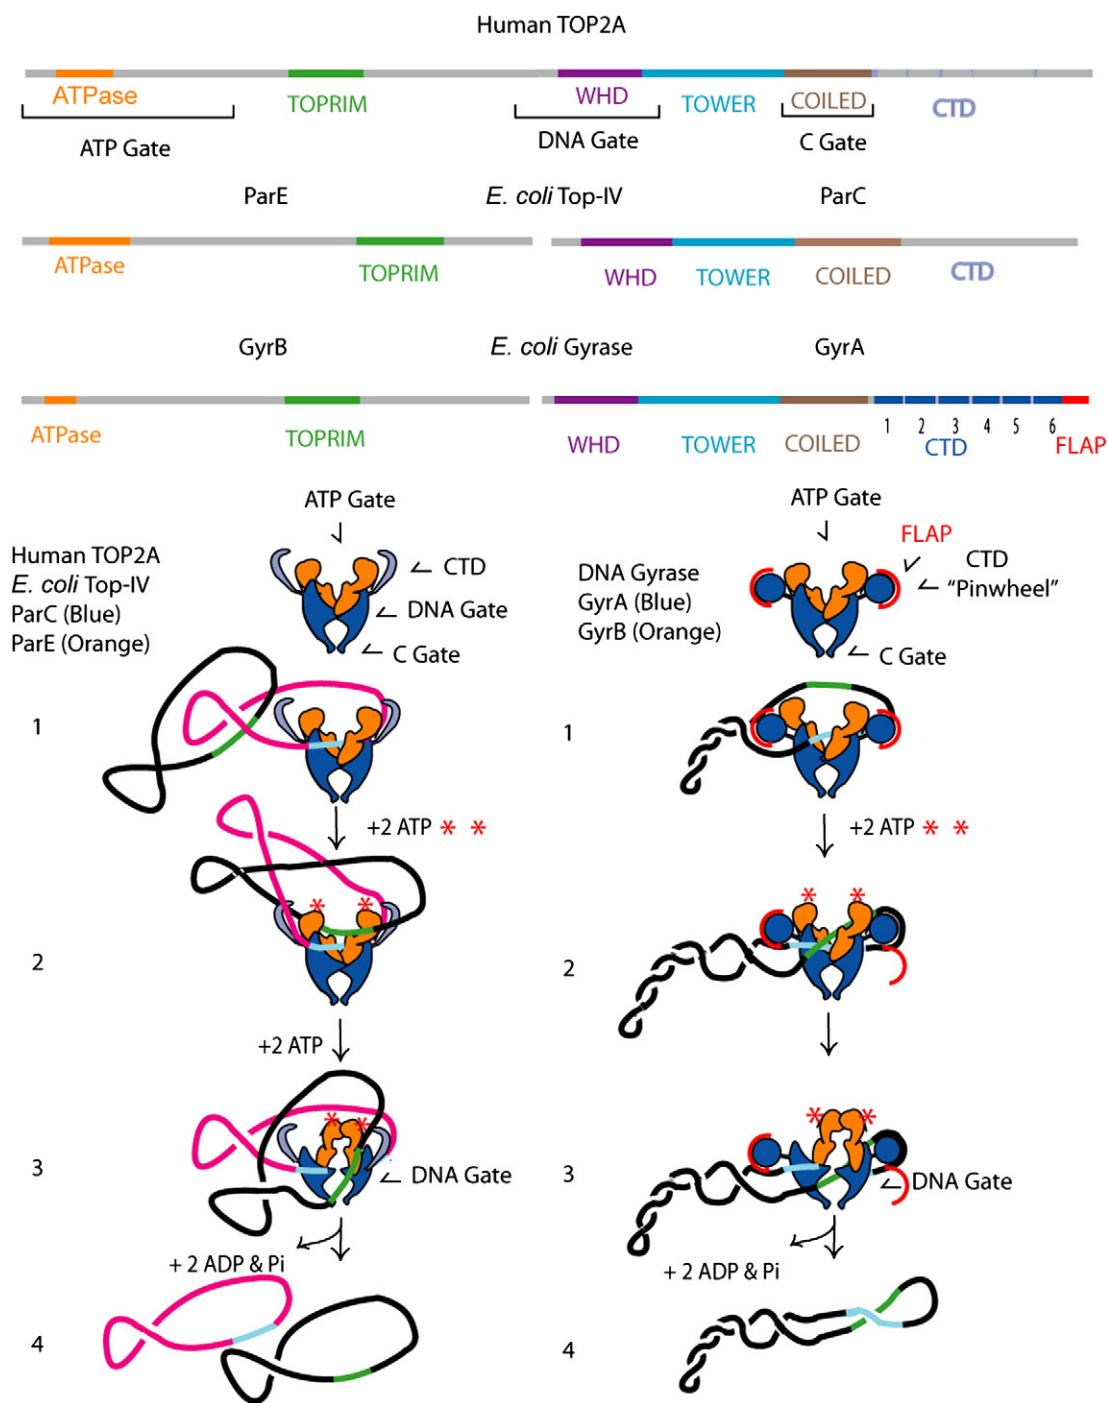 Human TOP2A
ATPase TOPRIM WHD TOWER COILED CTD
ATP Gate DNA Gate C Gate
ParE E. coli Top-IV ParC
ATPase TOPRIM WHD TOWER COILED CTD
GyrB E. coli Gyrase GyrA
1 2 3 4 5 6
ATPase TOPRIM WHD TOWER COILED CTD FLAP
ATP Gate
Human TOP2A
E. coli Top-IV
ParC (Blue)
ParE (Orange)
CTD
DNA Gate
C Gate
1
+2 ATP * *
* *
2
+2 ATP
* *
3
DNA Gate
+ 2 ADP & Pi
4
ATP Gate
FLAP
CTD
“Pinwheel”
DNA Gyrase
GyrA (Blue)
GyrB (Orange)
C Gate
1
+2 ATP * *
* *
2
* *
3
DNA Gate
+ 2 ADP & Pi
4